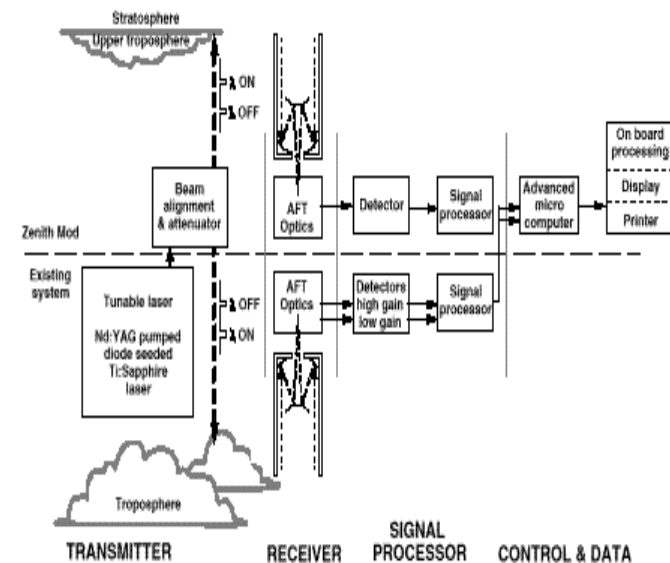 Stratosphere
Upper troposphere
λ ON
λ OFF
Beam
alignment
& attenuator
AFT
Optics
Detector
Signal
processor
Advanced
micro
computer
On board
processing
Display
Printer
Zenith Mod
Existing
system
Tunable laser
Nd:YAG pumped
diode seeded
Ti:Sapphire
laser
λ OFF
λ ON
AFT
Optics
Detectors
high gain
low gain
Signal
processor
Troposphere
TRANSMITTER
RECEIVER
SIGNAL
PROCESSOR
CONTROL & DATA